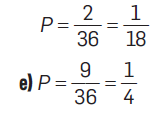 P = 2/36 = 1/18
e) P = 9/36 = 1/4